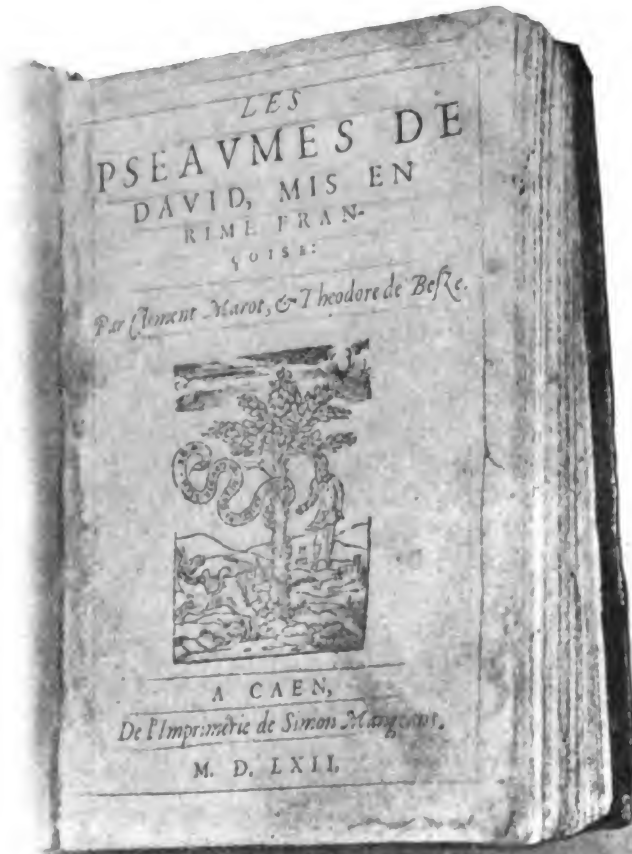 LES
PSEAVMES DE
DAVID, MIS EN
RIME FRAN-
ÇOISE:
Par Clement Marot, & Theodore de Besze.
A CAEN,
De l'Imprimerie de Simon Mangeant.
M. D. LXII.